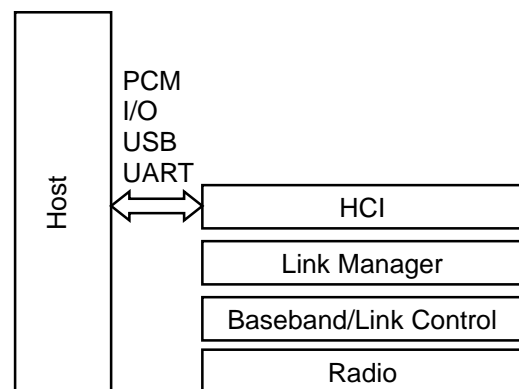 Host
PCM
I/O
USB
UART
HCI
Link Manager
Baseband/Link Control
Radio